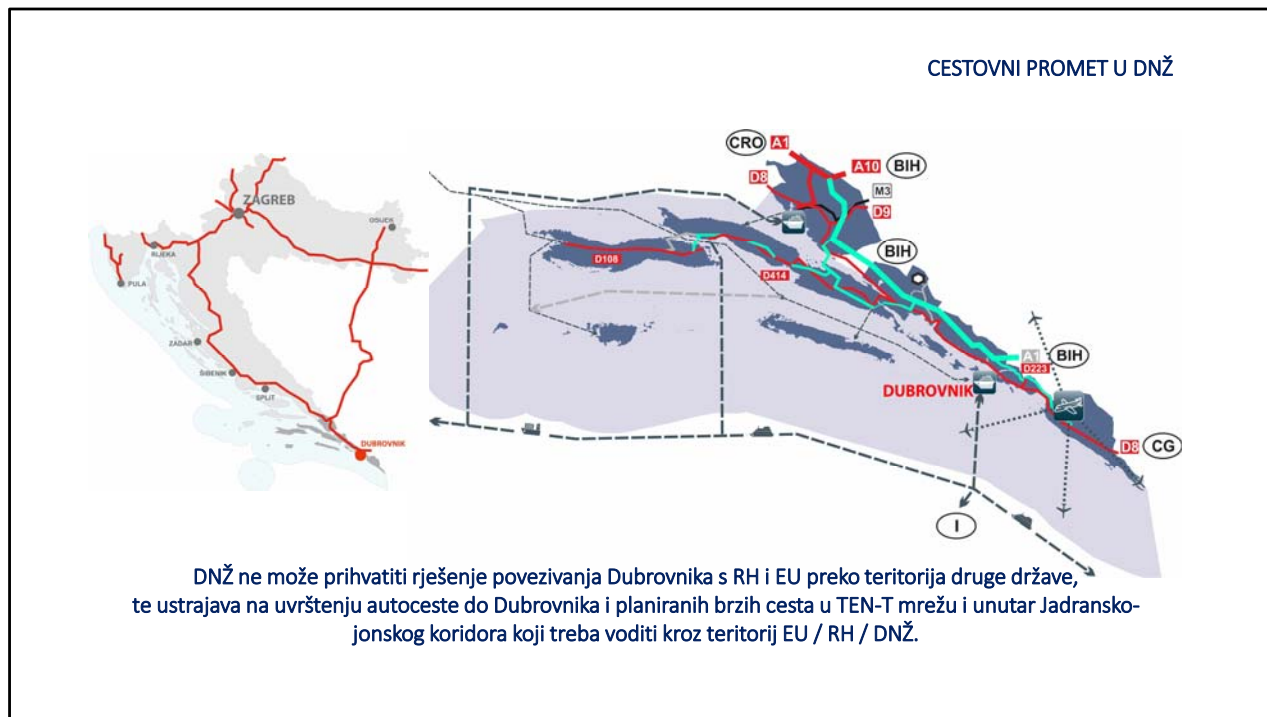 CESTOVNI PROMET U DNŽ
ZAGREB
OSIJEK
RIJEKA
PULA
ZADAR
ŠIBENIK
SPLIT
DUBROVNIK
CRO A1
A10 BIH
D8
M3
D9
BIH
D108
D414
A1 BIH
D223
DUBROVNIK
D8 CG
I
DNŽ ne može prihvatiti rješenje povezivanja Dubrovnika s RH i EU preko teritorija druge države,
te ustrajava na uvrštenju autoceste do Dubrovnika i planiranih brzih cesta u TEN-T mrežu i unutar Jadransko-
jonskog koridora koji treba voditi kroz teritorij EU / RH / DNŽ.